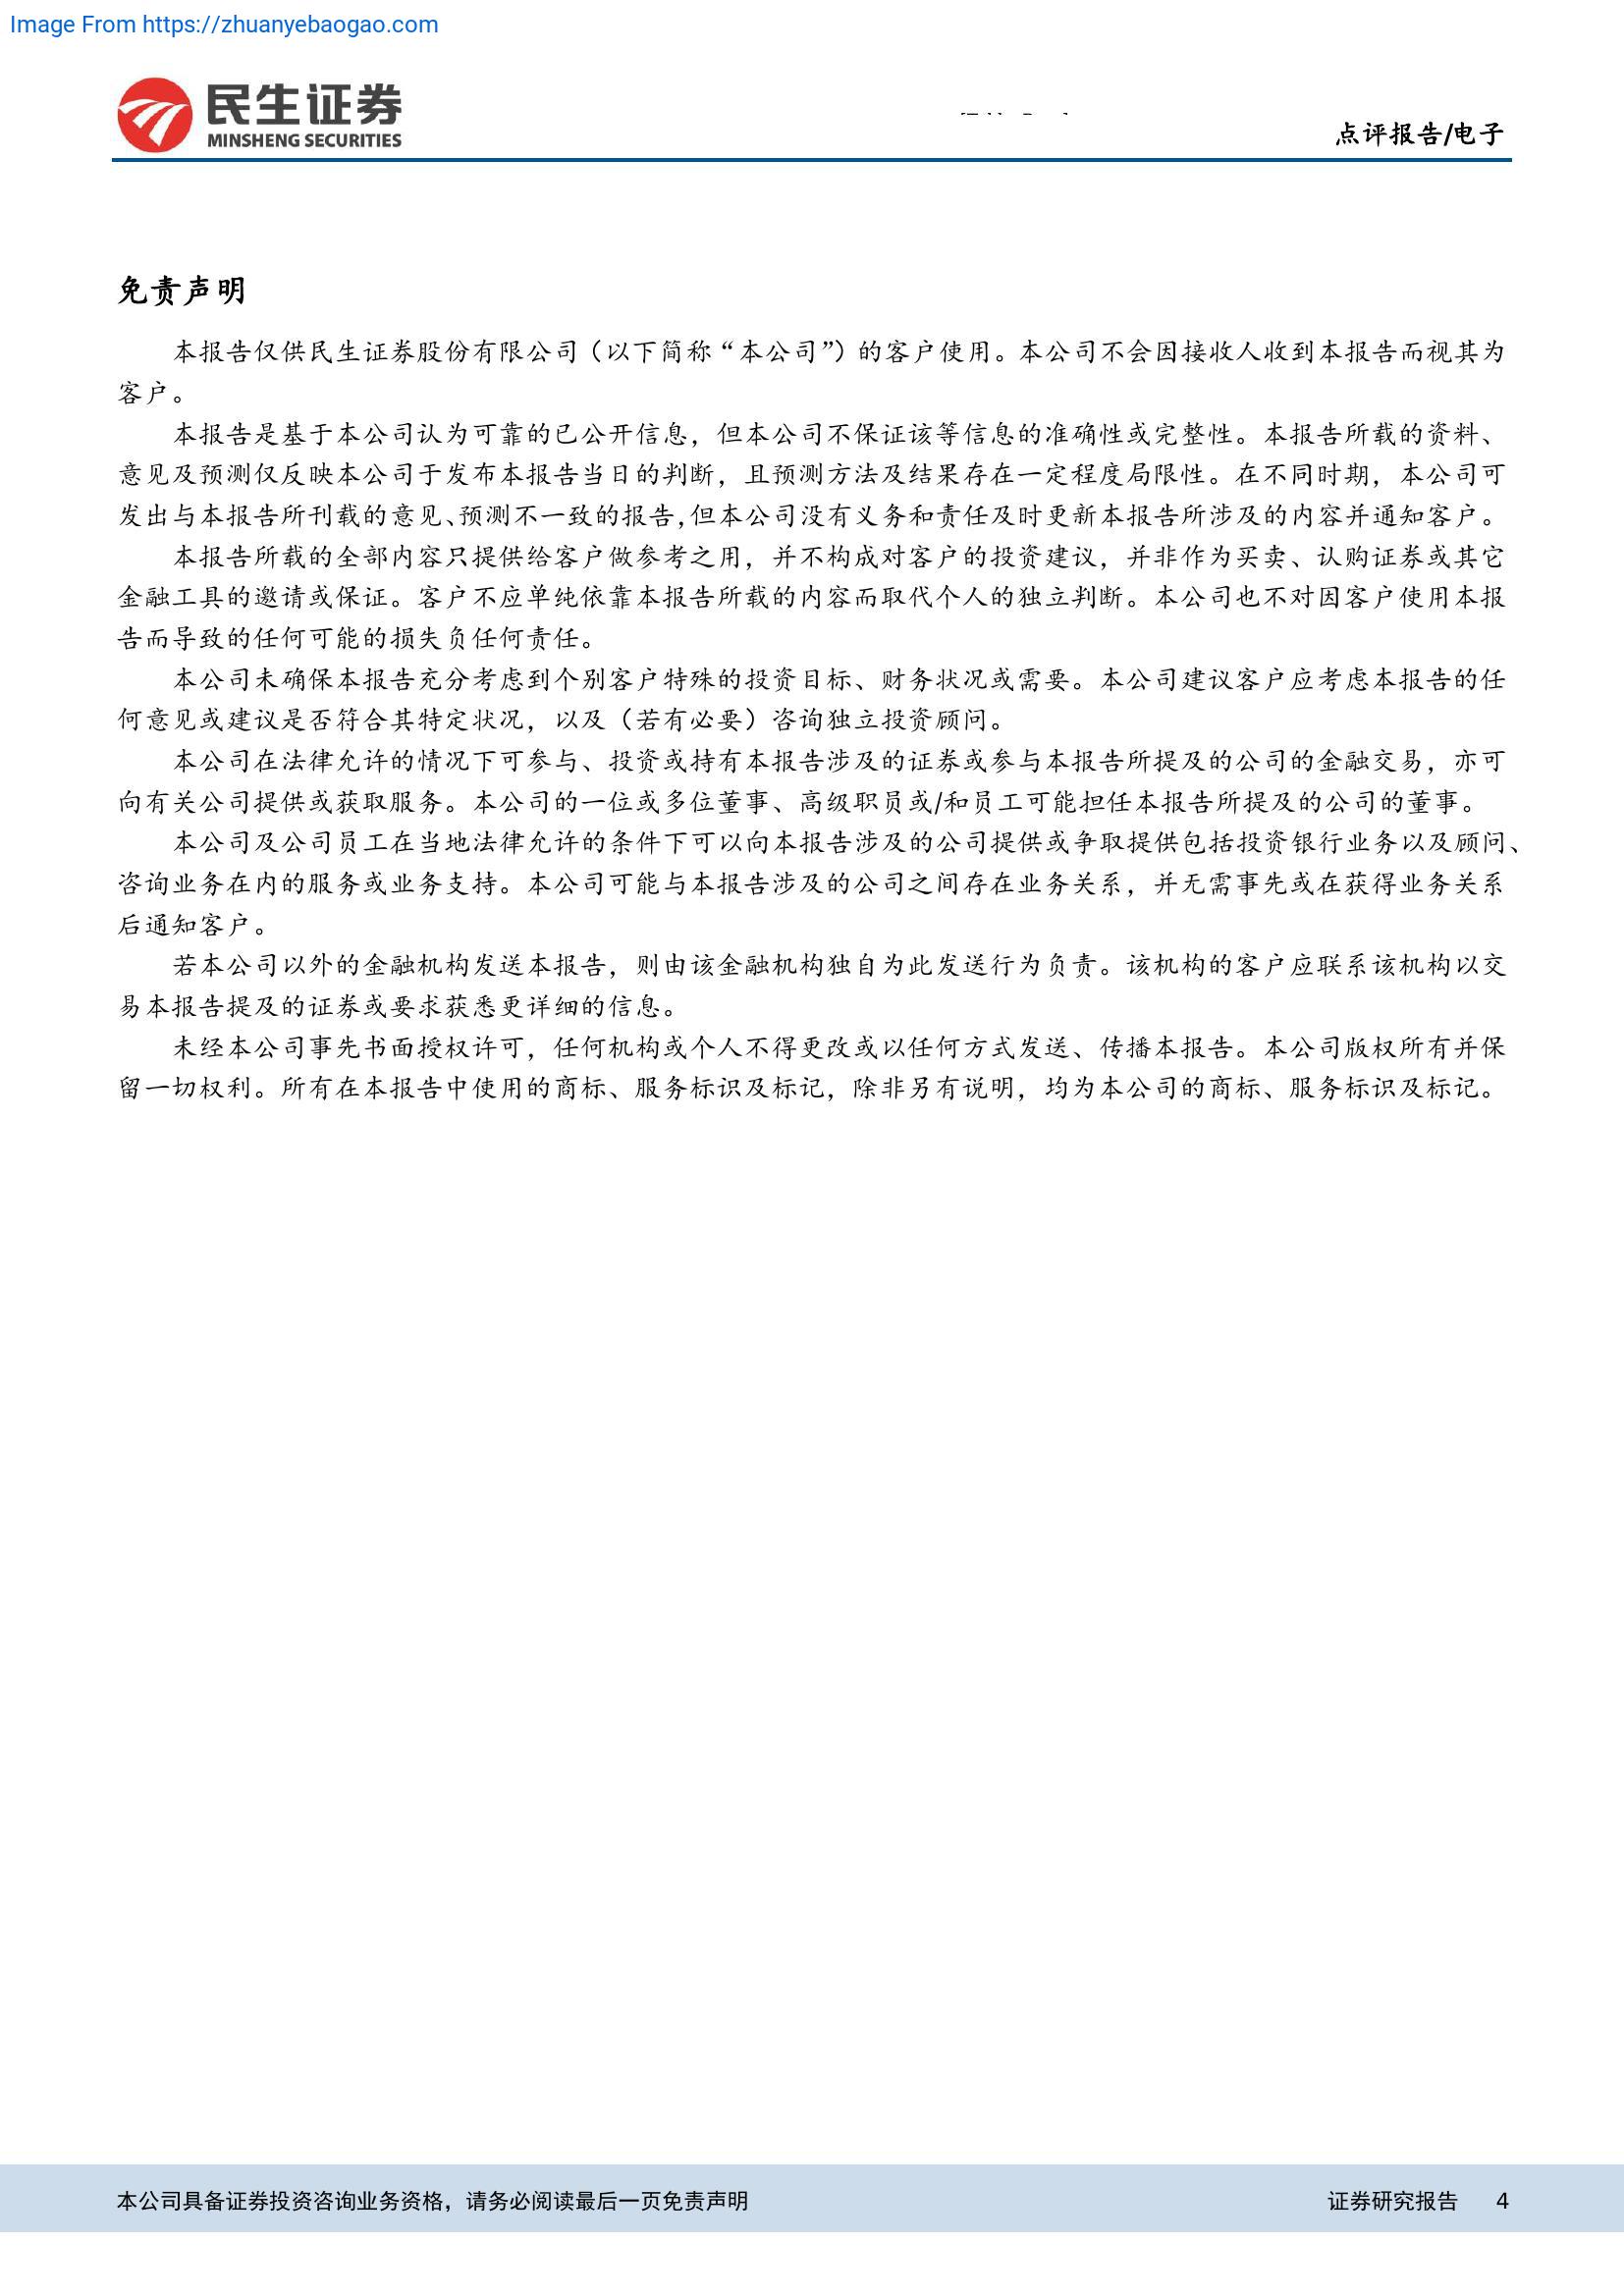 Image From https://zhuanyebaogao.com
民生证券
MINSHENG SECURITIES
点评报告/电子
免责声明
本报告仅供民生证券股份有限公司（以下简称“本公司”）的客户使用。本公司不会因接收人收到本报告而视其为
客户。
本报告是基于本公司认为可靠的已公开信息，但本公司不保证该等信息的准确性或完整性。本报告所载的资料、
意见及预测仅反映本公司于发布本报告当日的判断，且预测方法及结果存在一定程度局限性。在不同时期，本公司可
发出与本报告所刊载的意见、预测不一致的报告，但本公司没有义务和责任及时更新本报告所涉及的内容并通知客户。
本报告所载的全部内容只提供给客户做参考之用，并不构成对客户的投资建议，并非作为买卖、认购证券或其它
金融工具的邀请或保证。客户不应单纯依靠本报告所载的内容而取代个人的独立判断。本公司也不对因客户使用本报
告而导致的任何可能的损失负任何责任。
本公司未确保本报告充分考虑到个别客户特殊的投资目标、财务状况或需要。本公司建议客户应考虑本报告的任
何意见或建议是否符合其特定状况，以及（若有必要）咨询独立投资顾问。
本公司在法律允许的情况下可参与、投资或持有本报告涉及的证券或参与本报告所提及的公司的金融交易，亦可
向有关公司提供或获取服务。本公司的一位或多位董事、高级职员或/和员工可能担任本报告所提及的公司的董事。
本公司及公司员工在当地法律允许的条件下可以向本报告涉及的公司提供或争取提供包括投资银行业务以及顾问、
咨询业务在内的服务或业务支持。本公司可能与本报告涉及的公司之间存在业务关系，并无需事先或在获得业务关系
后通知客户。
若本公司以外的金融机构发送本报告，则由该金融机构独自为此发送行为负责。该机构的客户应联系该机构以交
易本报告提及的证券或要求获悉更详细的信息。
未经本公司事先书面授权许可，任何机构或个人不得更改或以任何方式发送、传播本报告。本公司版权所有并保
留一切权利。所有在本报告中使用的商标、服务标识及标记，除非另有说明，均为本公司的商标、服务标识及标记。
本公司具备证券投资咨询业务资格，请务必阅读最后一页免责声明
证券研究报告 4